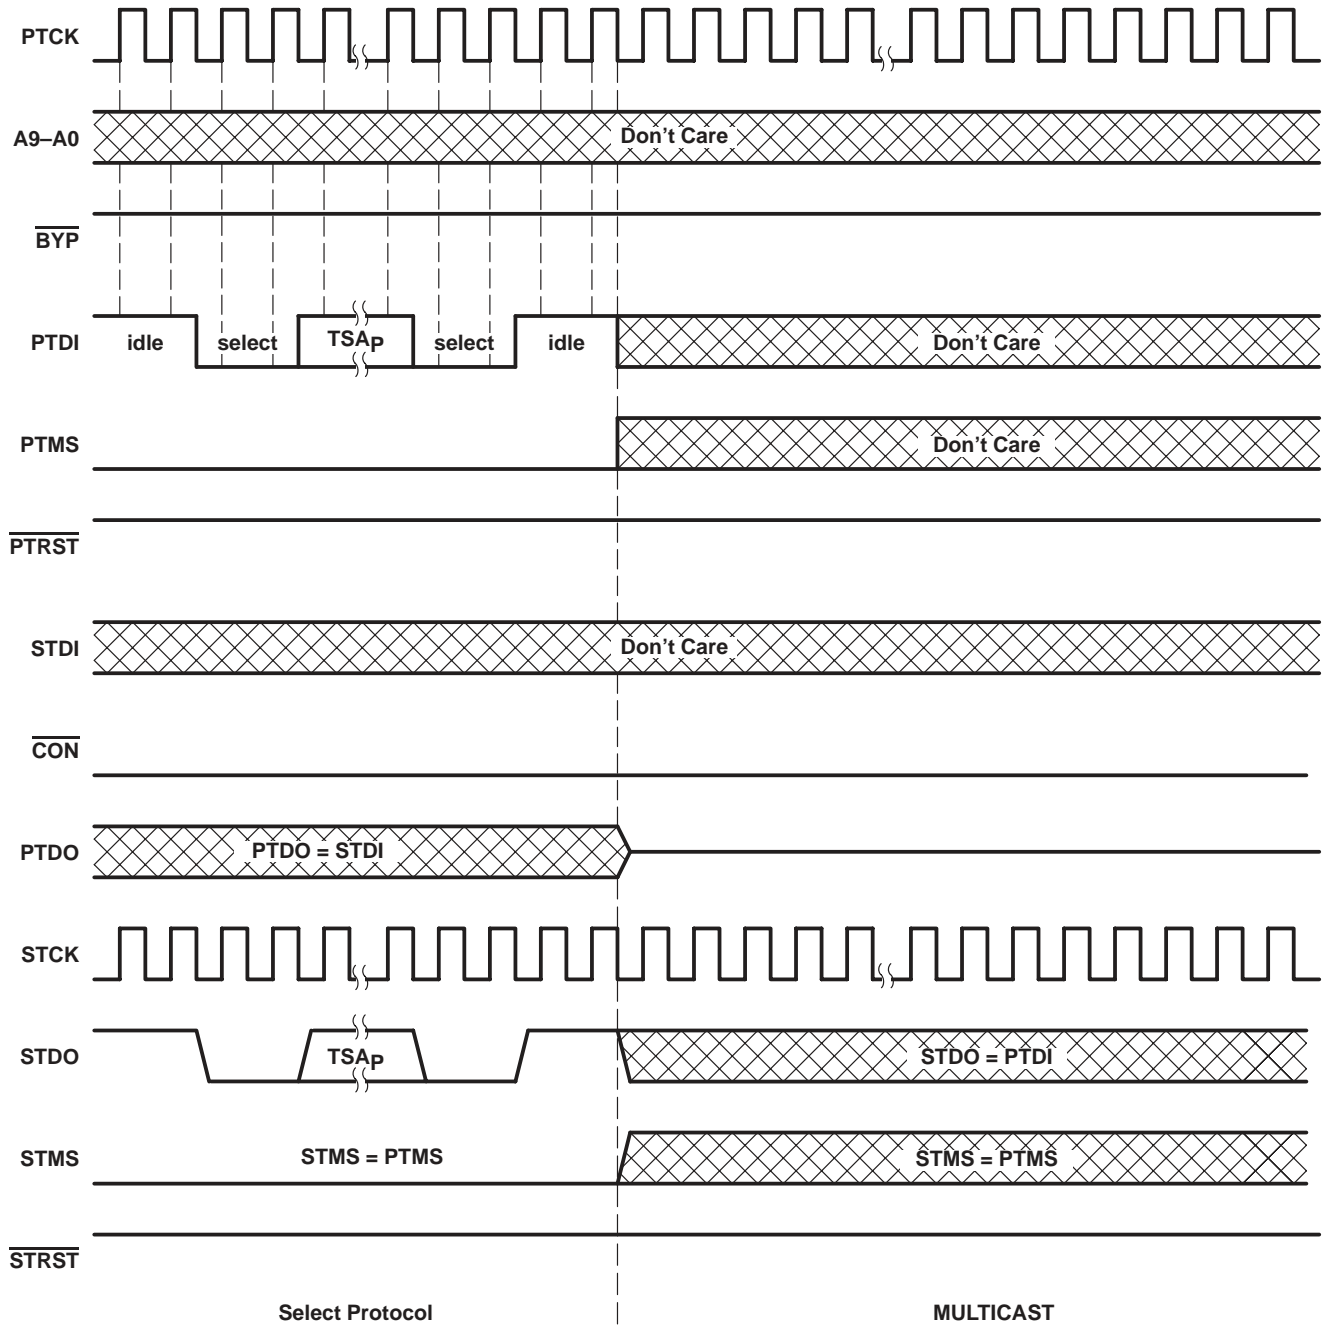 PTCK
A9–A0
Don't Care
BYP
PTDI
idle
select
TSAP
select
idle
Don't Care
PTMS
Don't Care
PTRST
STDI
Don't Care
CON
PTDO
PTDO = STDI
STCK
STDO
TSAP
STDO = PTDI
STMS
STMS = PTMS
STMS = PTMS
STRST
Select Protocol
MULTICAST